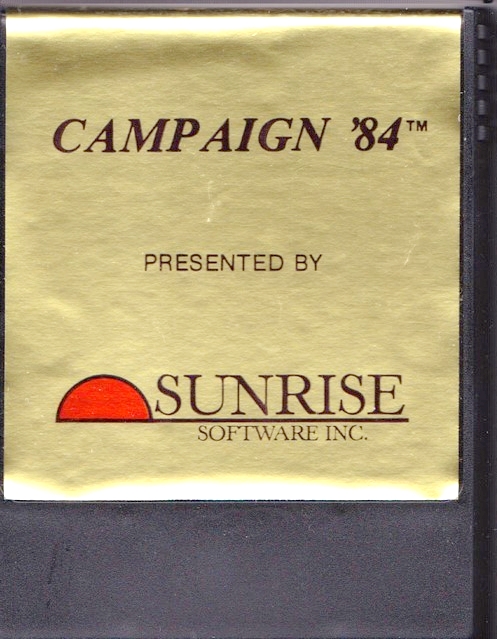 CAMPAIGN '84™
PRESENTED BY
SUNRISE
SOFTWARE INC.